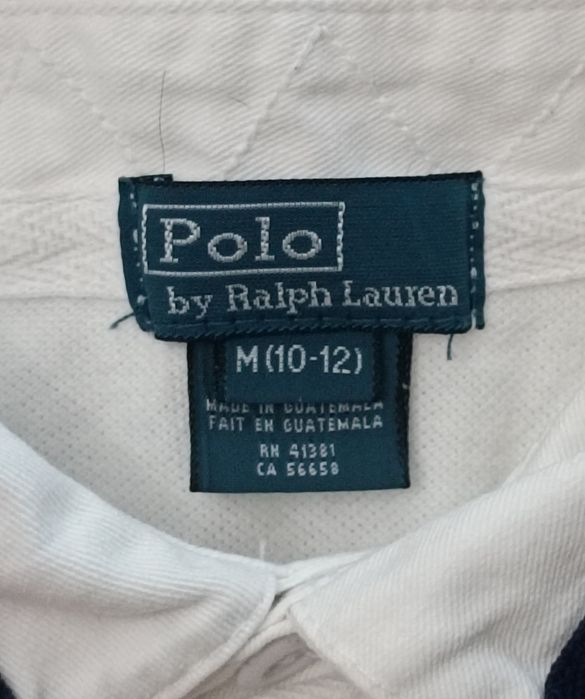 Polo
by Ralph Lauren
M (10-12)
MADE IN GUATEMALA
FAIT EN GUATEMALA
RN 41381
CA 56658